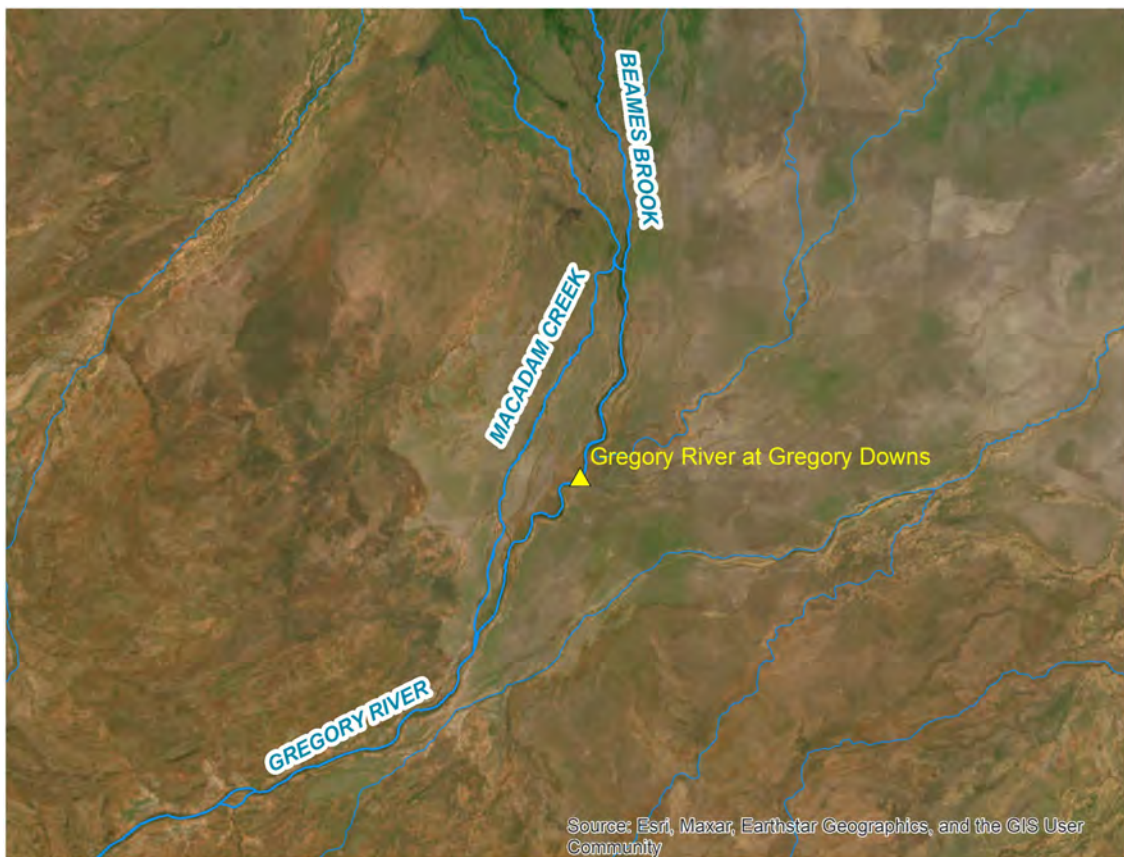 BEAMES BROOK
MACADAM CREEK
Gregory River at Gregory Downs
GREGORY RIVER
Source: Esri, Maxar, Earthstar Geographics, and the GIS User
Community